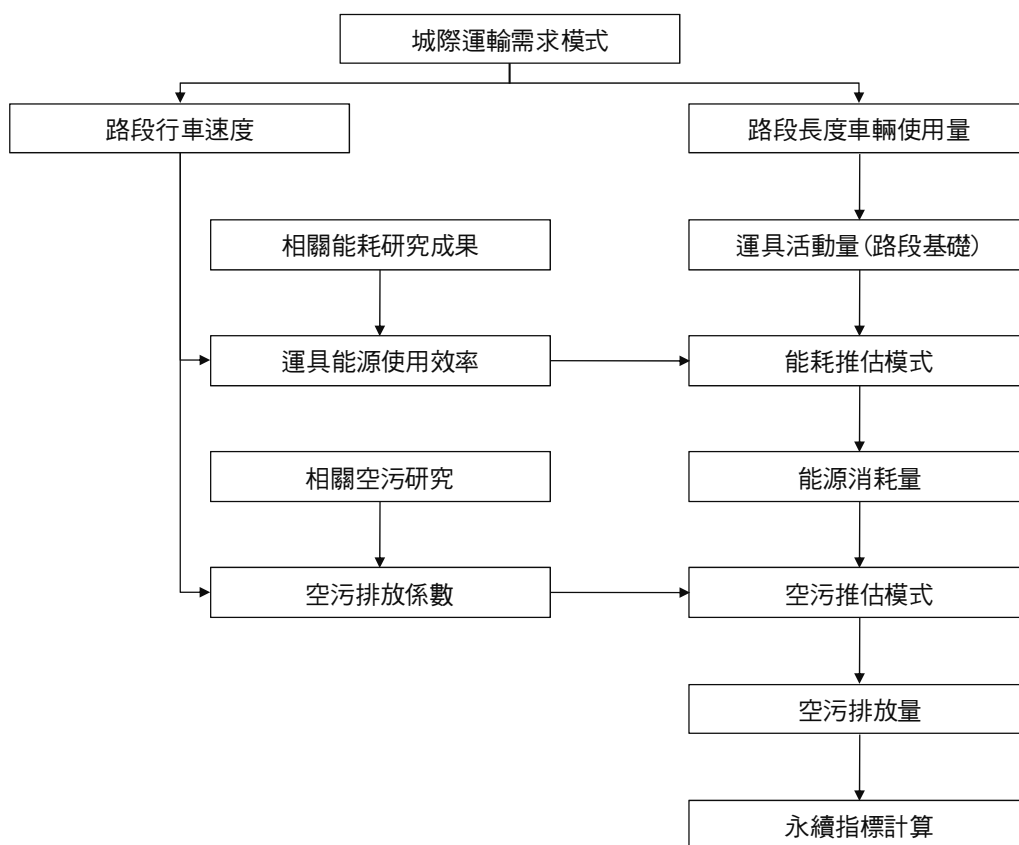 城際運輸需求模式
路段行車速度
路段長度車輛使用量
相關能耗研究成果
運具活動量(路段基礎)
運具能源使用效率
能耗推估模式
相關空污研究
能源消耗量
空污排放係數
空污推估模式
空污排放量
永續指標計算